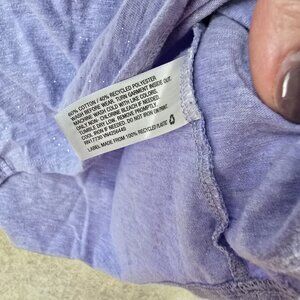 60% COTTON / 40% RECYCLED POLYESTER
WASH BEFORE WEAR. TURN GARMENT INSIDE OUT.
MACHINE WASH COLD WITH LIKE COLORS.
ONLY NON- CHLORINE BLEACH IF NEEDED.
TUMBLE DRY LOW. REMOVE PROMPTLY.
COOL IRON IF NEEDED. DO NOT IRON PRINT
LABEL MADE FROM 100% RECYCLED PLASTIC